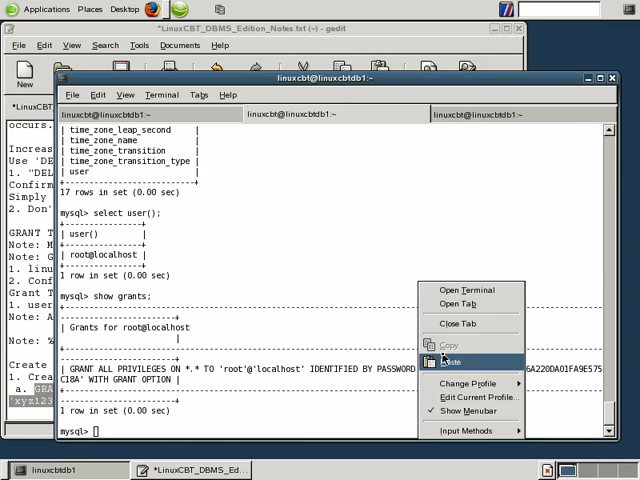 Applications Places Desktop
*LinuxCBT_DBMS_Edition_Notes.txt (~) - gedit
File Edit View Search Tools Documents Help
New
*LinuxCBT_
linuxcbt@linuxcbtdb1:~
File Edit View Terminal Tabs Help
linuxcbt@linuxcbtdb1:~ linuxcbt@linuxcbtdb1:~ linuxcbt@linuxcbtdb1:~
occurs.
Increas
Use 'DE
1. "DEL
Confirm
Simply
2. Don'
GRANT T
Note: M
Note: G
1. linu
2. Conf
Grant T
1. user
Note: A
Note: %
Create
1. Crea
a. GRA
'xyz123
| time_zone_leap_second |
| time_zone_name |
| time_zone_transition |
| time_zone_transition_type |
| user |
+---------------------------+
17 rows in set (0.00 sec)
mysql> select user();
+----------------+
| user() |
+----------------+
| root@localhost |
+----------------+
1 row in set (0.00 sec)
mysql> show grants;
| Grants for root@localhost
|
| GRANT ALL PRIVILEGES ON *.* TO 'root'@'localhost' IDENTIFIED BY PASSWORD 6A220DA01FA9E575
C18A' WITH GRANT OPTION |
1 row in set (0.00 sec)
mysql>
Open Terminal
Open Tab
Close Tab
Copy
Paste
Change Profile
Edit Current Profile...
Show Menubar
Input Methods
linuxcbtdb1
*LinuxCBT_DBMS_Ed...